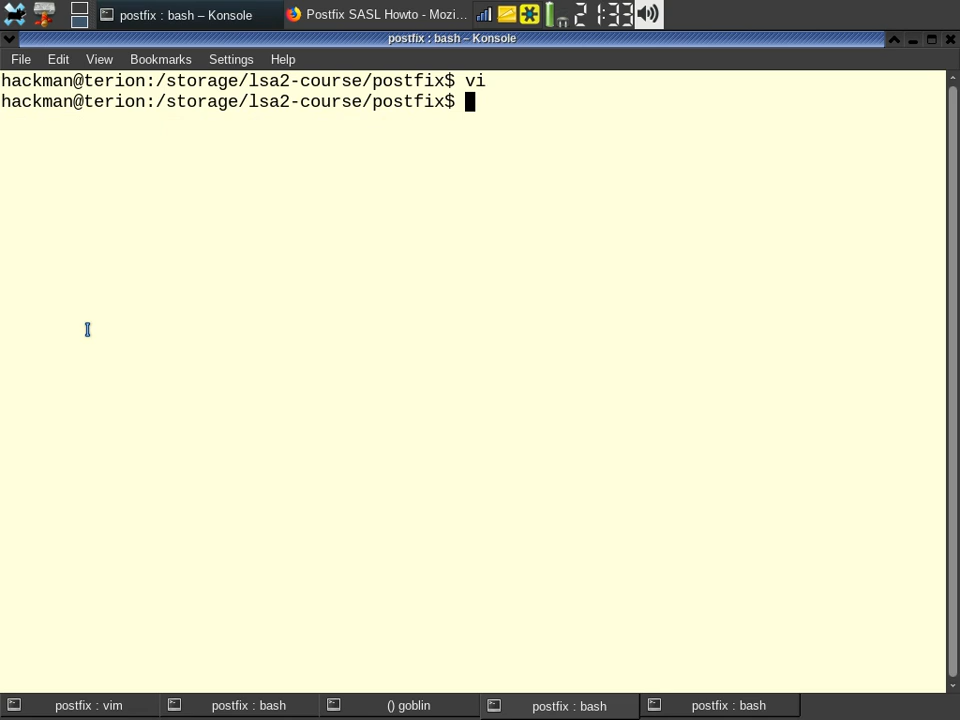 postfix : bash – Konsole
Postfix SASL Howto - Mozi...
21:33
postfix : bash – Konsole
File Edit View Bookmarks Settings Help
hackman@terion:/storage/lsa2-course/postfix$ vi
hackman@terion:/storage/lsa2-course/postfix$
postfix : vim
postfix : bash
() goblin
postfix : bash
postfix : bash